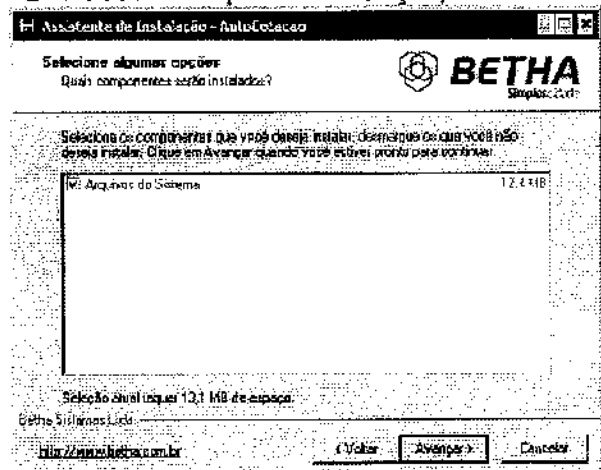 Assistente de Instalação - AutoCotacao
Selecione algumas opções
Quais componentes serão instalados?
BETHA
Selecione os componentes que você deseja instalar, desmarque os que você não
deseja instalar. Clique em Avançar quando você estiver pronto para continuar.
Arquivos do Sistema
MB
Seleção atual requer 13,1 MB de espaço.
Betha Sistemas Ltda
http://www.betha.com.br
< Voltar
Avançar >
Cancelar